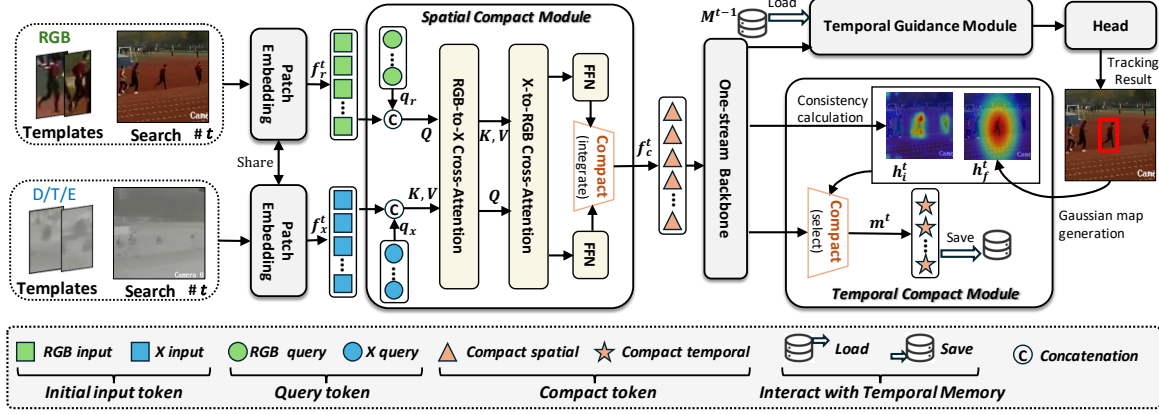 RGB
Templates
Search # t
Came
D/T/E
Templates
Search # t
Camera 8
Patch Embedding
Share
Patch Embedding
f_r^t
f_x^t
Spatial Compact Module
q_r
C
Q
K, V
C
q_x
RGB-to-X Cross-Attention
K, V
Q
X-to-RGB Cross-Attention
FFN
Compact
(integrate)
FFN
f_c^t
One-stream Backbone
M^{t-1}
Load
Temporal Guidance Module
Head
Tracking
Result
Came
Consistency
calculation
h_i^t
h_f^t
Gaussian map
generation
Compact
(select)
m^t
Save
Temporal Compact Module
RGB input
X input
RGB query
X query
Compact spatial
Compact temporal
Load
Save
C
Concatenation
Initial input token
Query token
Compact token
Interact with Temporal Memory